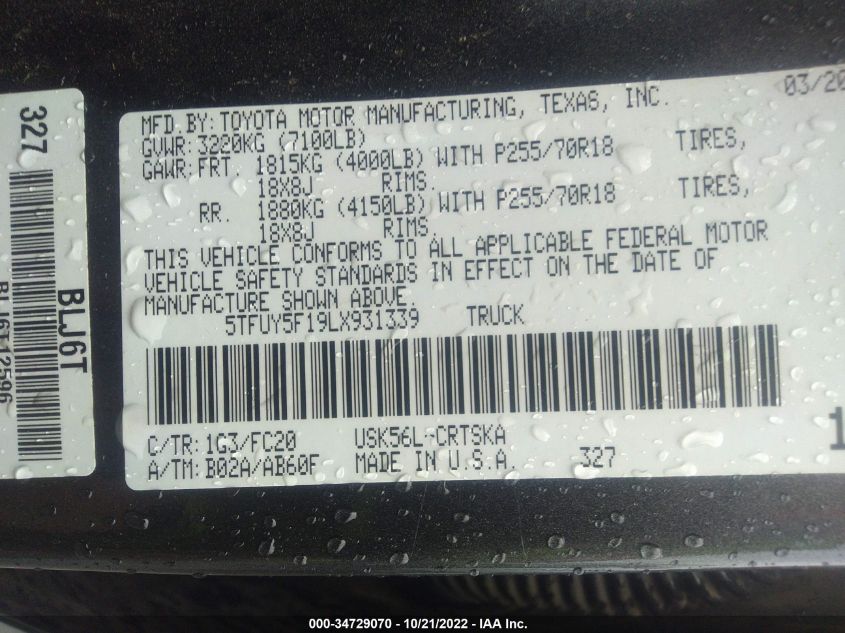 327
BLJ6T
BLJ6T12596
03/20
MFD.BY: TOYOTA MOTOR MANUFACTURING, TEXAS, INC.
GVWR: 3220KG (7100LB)
GAWR: FRT. 1815KG (4000LB) WITH P255/70R18 TIRES,
18X8J RIMS.
RR. 1880KG (4150LB) WITH P255/70R18 TIRES,
18X8J RIMS.
THIS VEHICLE CONFORMS TO ALL APPLICABLE FEDERAL MOTOR
VEHICLE SAFETY STANDARDS IN EFFECT ON THE DATE OF
MANUFACTURE SHOWN ABOVE.
5TFUY5F19LX931339 TRUCK
C/TR: 1G3/FC20 USK56L-CRTSKA
A/TM: B02A/AB60F MADE IN U.S.A. 327
1
000-34729070 - 10/21/2022 - IAA Inc.